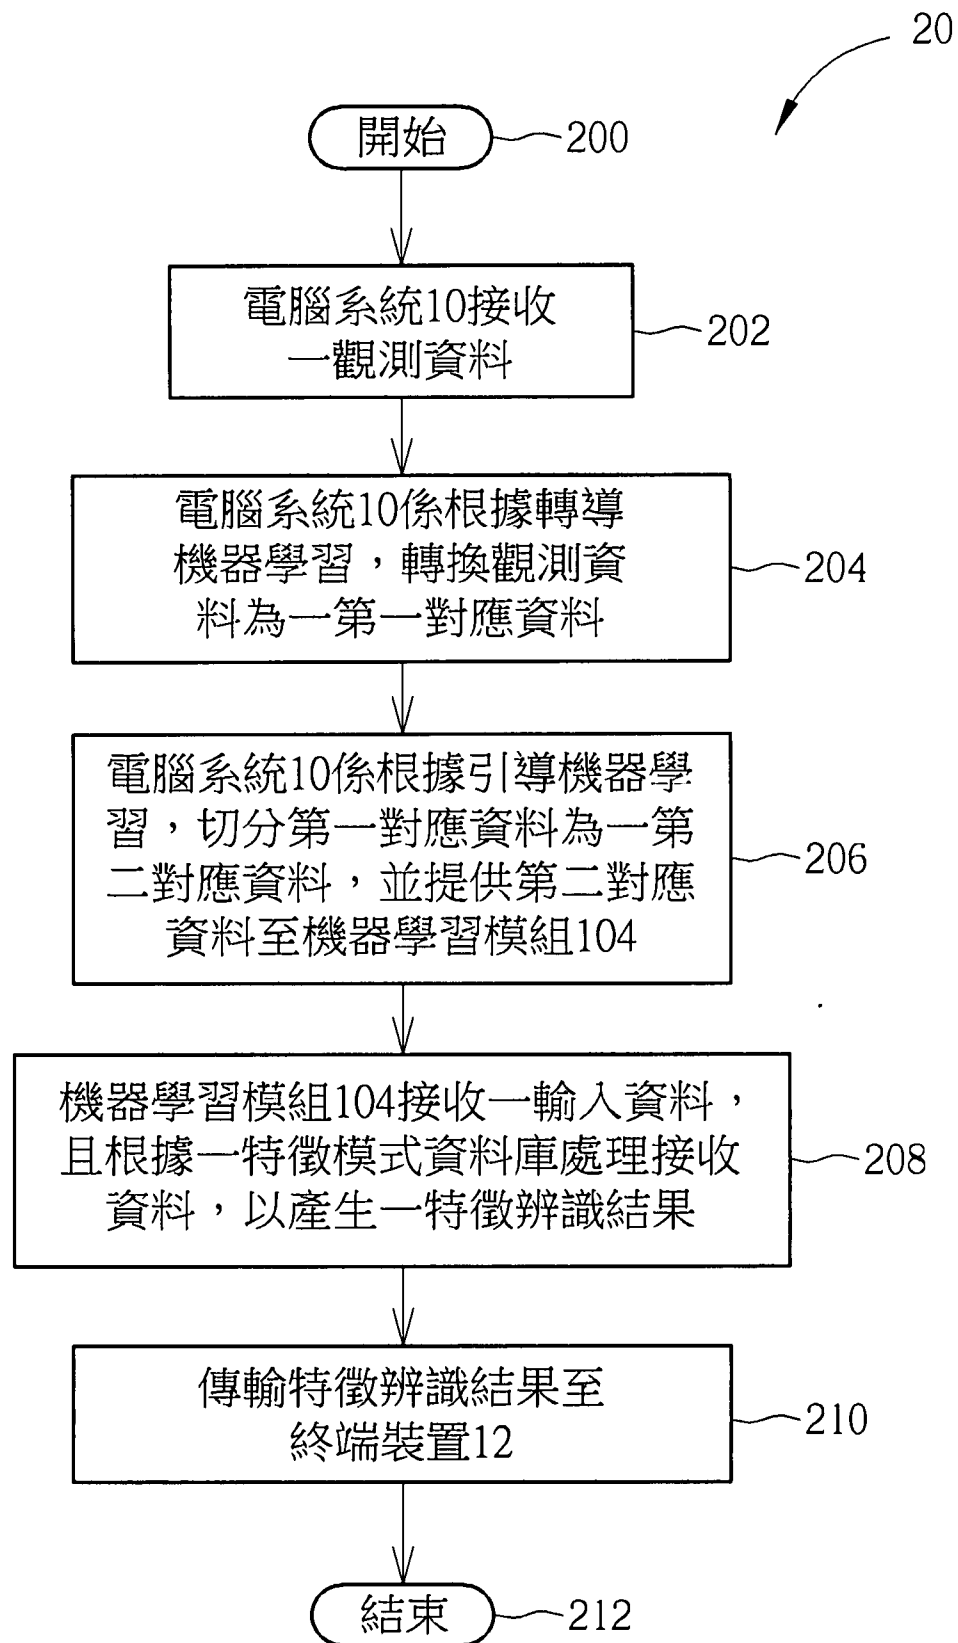 20
開始
200
電腦系統10接收
一觀測資料
202
電腦系統10係根據轉導
機器學習，轉換觀測資
料為一第一對應資料
204
電腦系統10係根據引導機器學
習，切分第一對應資料為一第
二對應資料，並提供第二對應
資料至機器學習模組104
206
機器學習模組104接收一輸入資料，
且根據一特徵模式資料庫處理接收
資料，以產生一特徵辨識結果
208
傳輸特徵辨識結果至
終端裝置12
210
結束
212